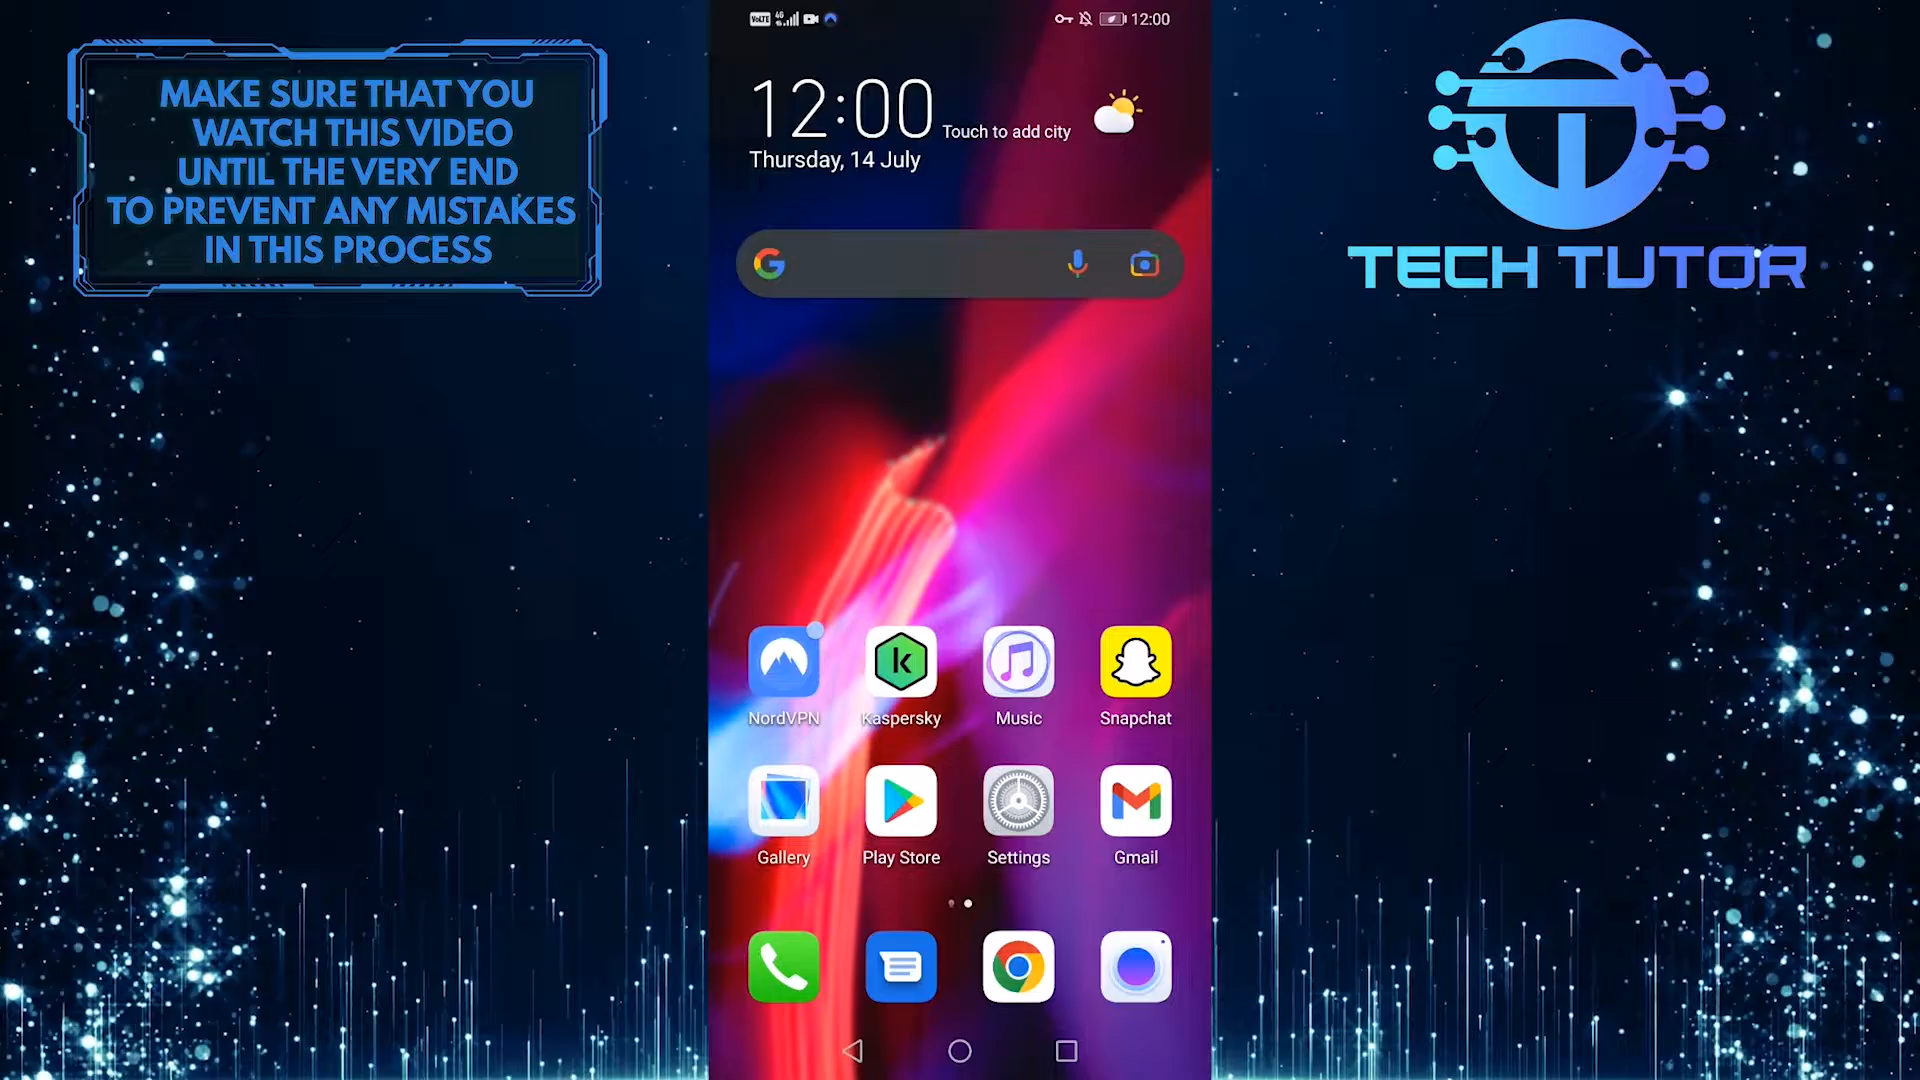 MAKE SURE THAT YOU
WATCH THIS VIDEO
UNTIL THE VERY END
TO PREVENT ANY MISTAKES
IN THIS PROCESS
VoLTE 4G
12:00
12:00
Touch to add city
Thursday, 14 July
TECH TUTOR
NordVPN
Kaspersky
Music
Snapchat
Gallery
Play Store
Settings
Gmail